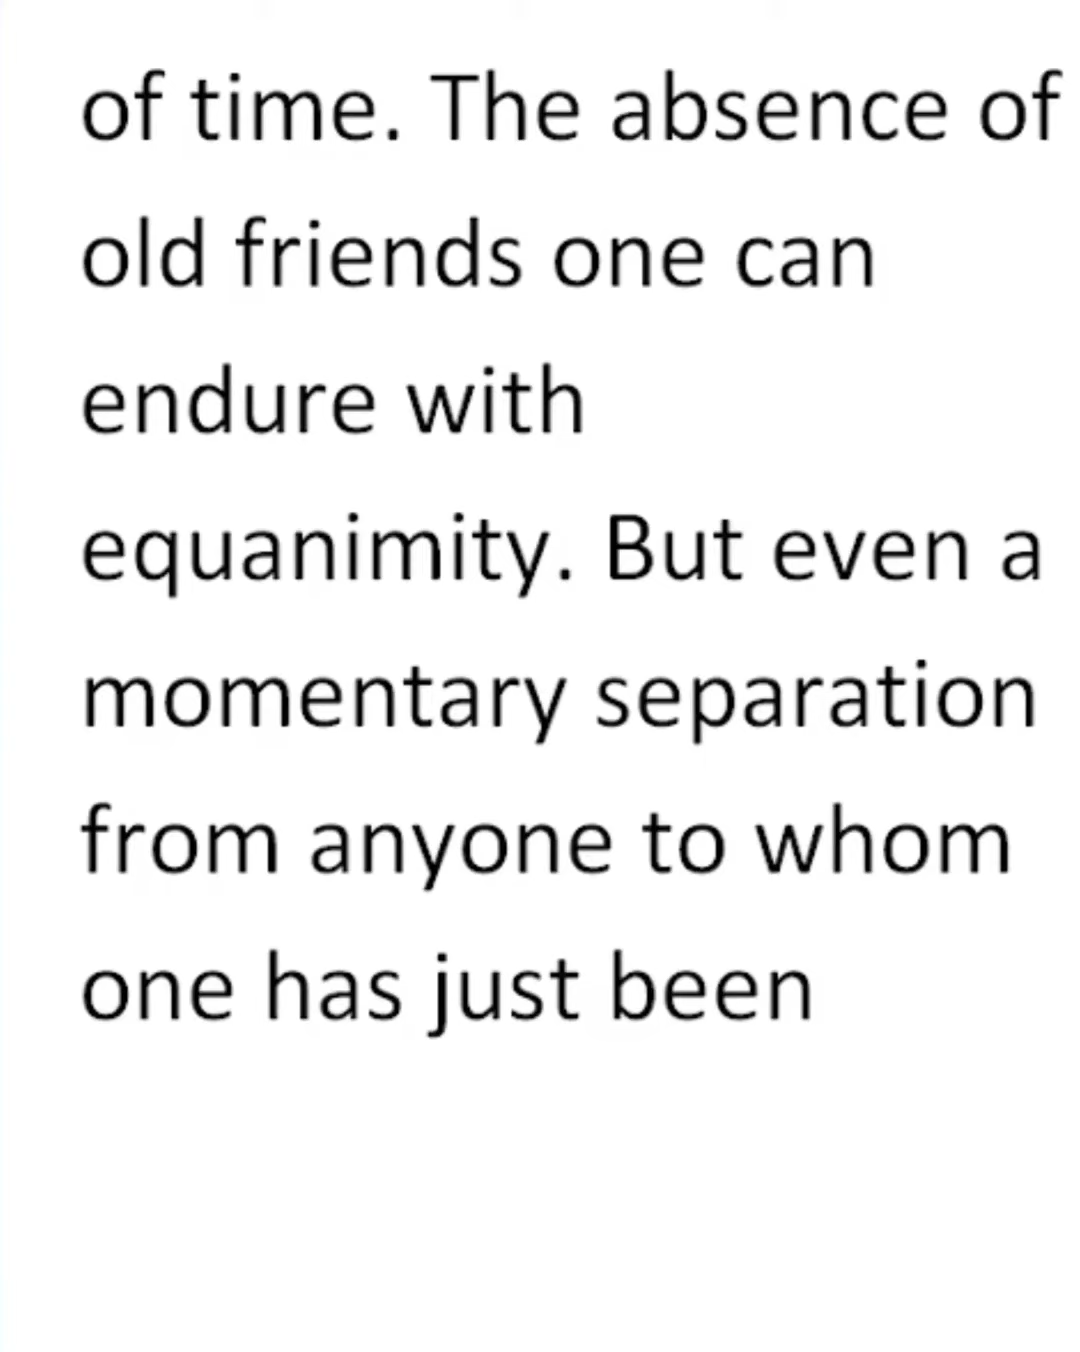 of time. The absence of
old friends one can
endure with
equanimity. But even a
momentary separation
from anyone to whom
one has just been